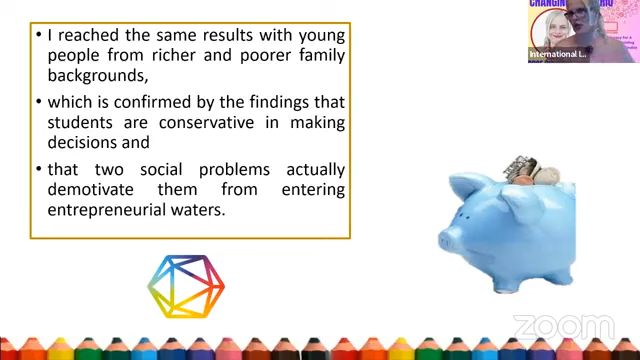 CHANGING
International L...
• I reached the same results with young
people from richer and poorer family
backgrounds,
• which is confirmed by the findings that
students are conservative in making
decisions and
• that two social problems actually
demotivate them from entering
entrepreneurial waters.
zoom